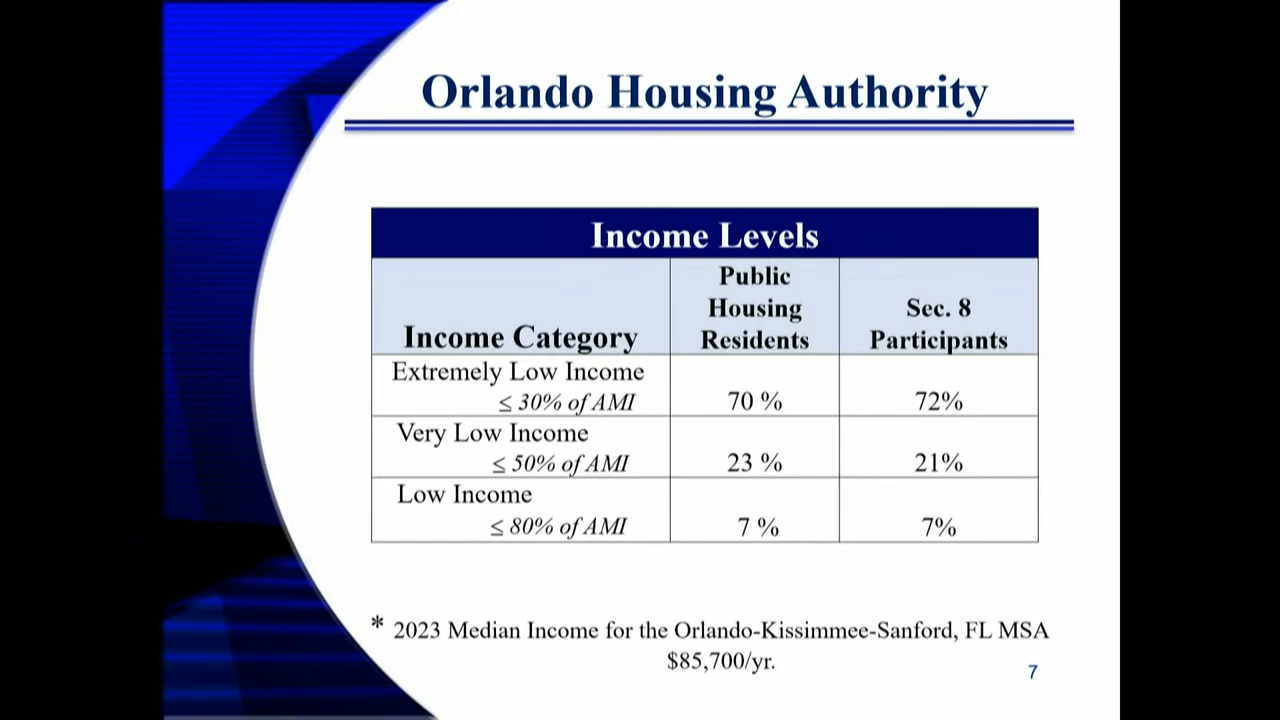 Orlando Housing Authority
Income Levels
Income Category
Public
Housing
Residents
Sec. 8
Participants
Extremely Low Income
≤ 30% of AMI
70 %
72%
Very Low Income
≤ 50% of AMI
23 %
21%
Low Income
≤ 80% of AMI
7 %
7%
* 2023 Median Income for the Orlando-Kissimmee-Sanford, FL MSA
$85,700/yr.
7